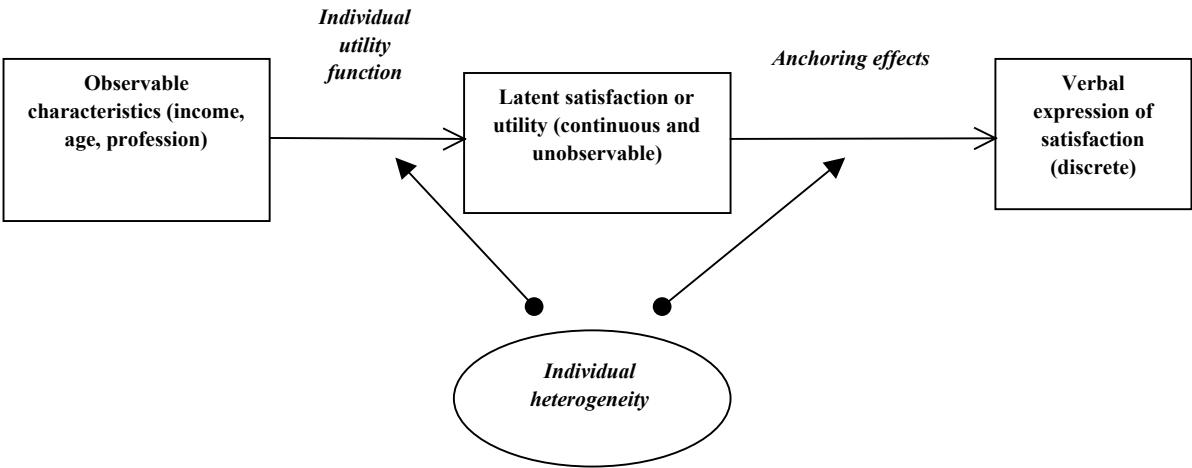 Individual
utility
function
Anchoring effects
Observable
characteristics (income,
age, profession)
Latent satisfaction or
utility (continuous and
unobservable)
Verbal
expression of
satisfaction
(discrete)
Individual
heterogeneity